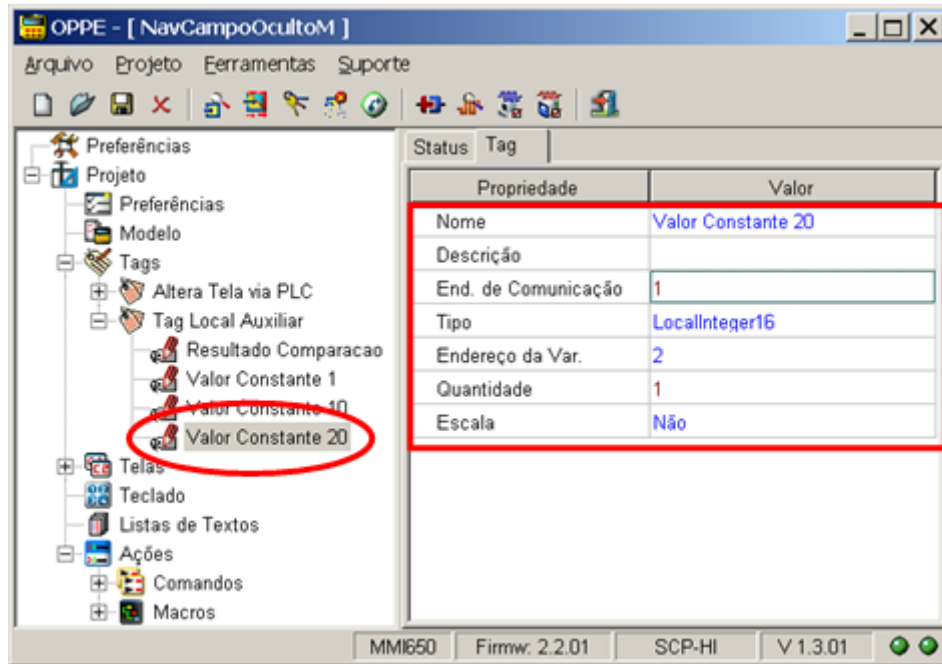 OPPE - [ NavCampoOcultoM ]
Arquivo Projeto Ferramentas Suporte
Preferências
Projeto
Preferências
Modelo
Tags
Altera Tela via PLC
Tag Local Auxiliar
Resultado Comparacao
Valor Constante 1
Valor Constante 10
Valor Constante 20
Telas
Teclado
Listas de Textos
Ações
Comandos
Macros
Status Tag
Propriedade Valor
Nome Valor Constante 20
Descrição
End. de Comunicação 1
Tipo LocalInteger16
Endereço da Var. 2
Quantidade 1
Escala Não
MMI650 Firmw: 2.2.01 SCP-HI V 1.3.01